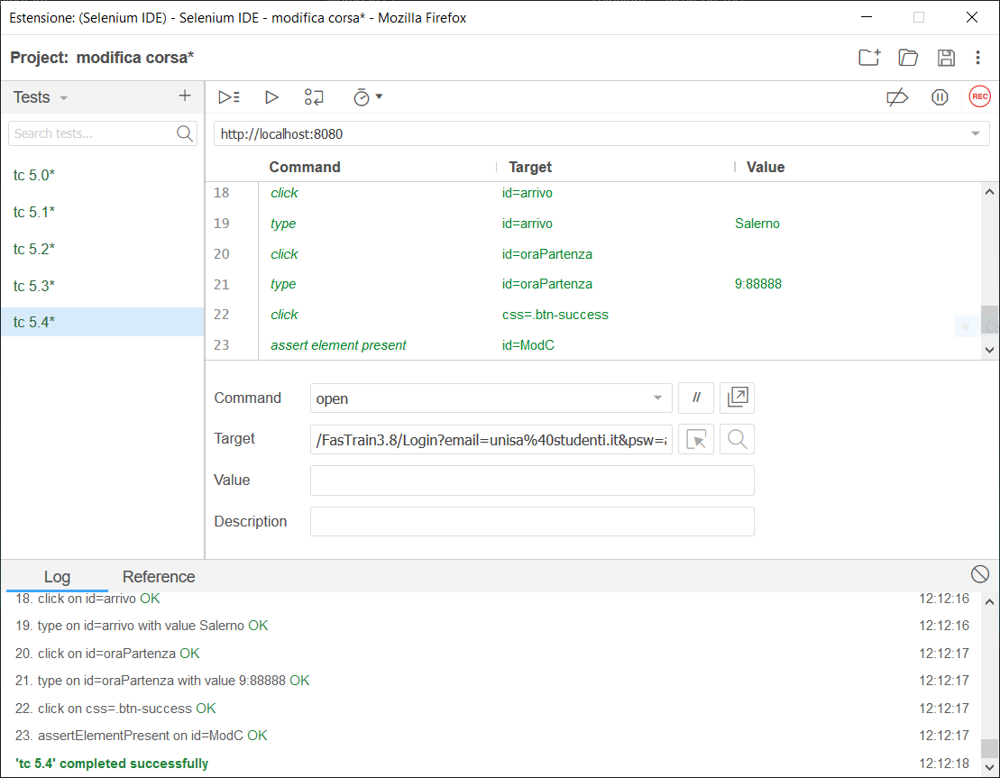 Estensione: (Selenium IDE) - Selenium IDE - modifica corsa* - Mozilla Firefox
Project: modifica corsa*
Tests
REC
Search tests...
http://localhost:8080
Command Target Value
tc 5.0*
tc 5.1*
tc 5.2*
tc 5.3*
tc 5.4*
18 click id=arrivo
19 type id=arrivo Salerno
20 click id=oraPartenza
21 type id=oraPartenza 9:88888
22 click css=.btn-success
23 assert element present id=ModC
Command open //
Target /FasTrain3.8/Login?email=unisa%40studenti.it&psw=a
Value
Description
Log Reference
18. click on id=arrivo OK 12:12:16
19. type on id=arrivo with value Salerno OK 12:12:16
20. click on id=oraPartenza OK 12:12:17
21. type on id=oraPartenza with value 9:88888 OK 12:12:17
22. click on css=.btn-success OK 12:12:17
23. assertElementPresent on id=ModC OK 12:12:17
'tc 5.4' completed successfully 12:12:18